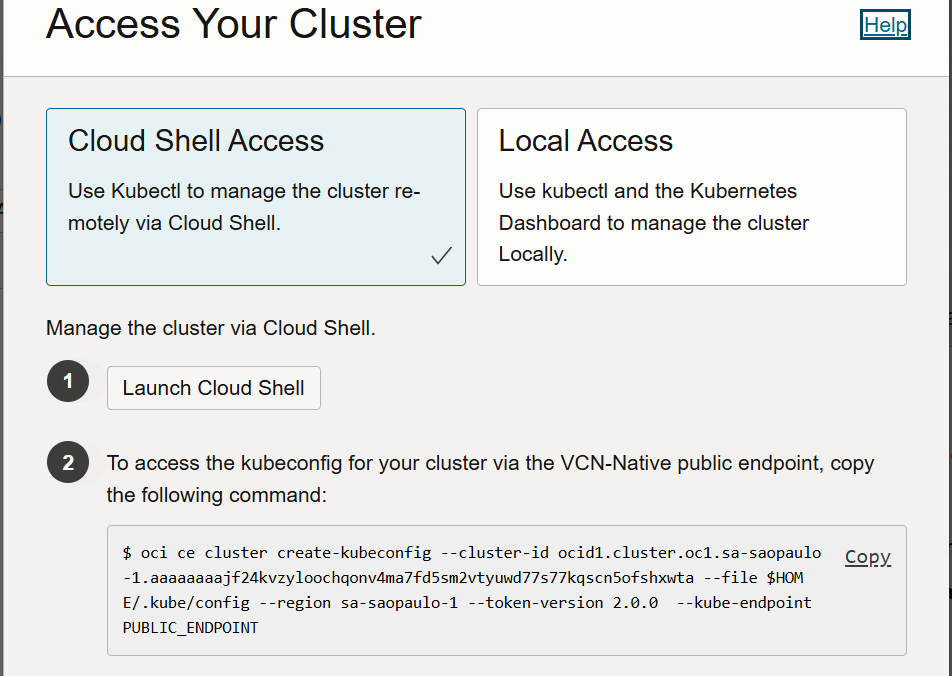 Access Your Cluster
Help
Cloud Shell Access
Use Kubectl to manage the cluster re-
motely via Cloud Shell.
Local Access
Use kubectl and the Kubernetes
Dashboard to manage the cluster
Locally.
Manage the cluster via Cloud Shell.
1
Launch Cloud Shell
2
To access the kubeconfig for your cluster via the VCN-Native public endpoint, copy
the following command:
$ oci ce cluster create-kubeconfig --cluster-id ocid1.cluster.oc1.sa-saopaulo
-1.aaaaaaaajf24kvzyloochqonv4ma7fd5sm2vtyuwd77s77kqscn5ofshxwta --file $HOM
E/.kube/config --region sa-saopaulo-1 --token-version 2.0.0  --kube-endpoint
PUBLIC_ENDPOINT
Copy